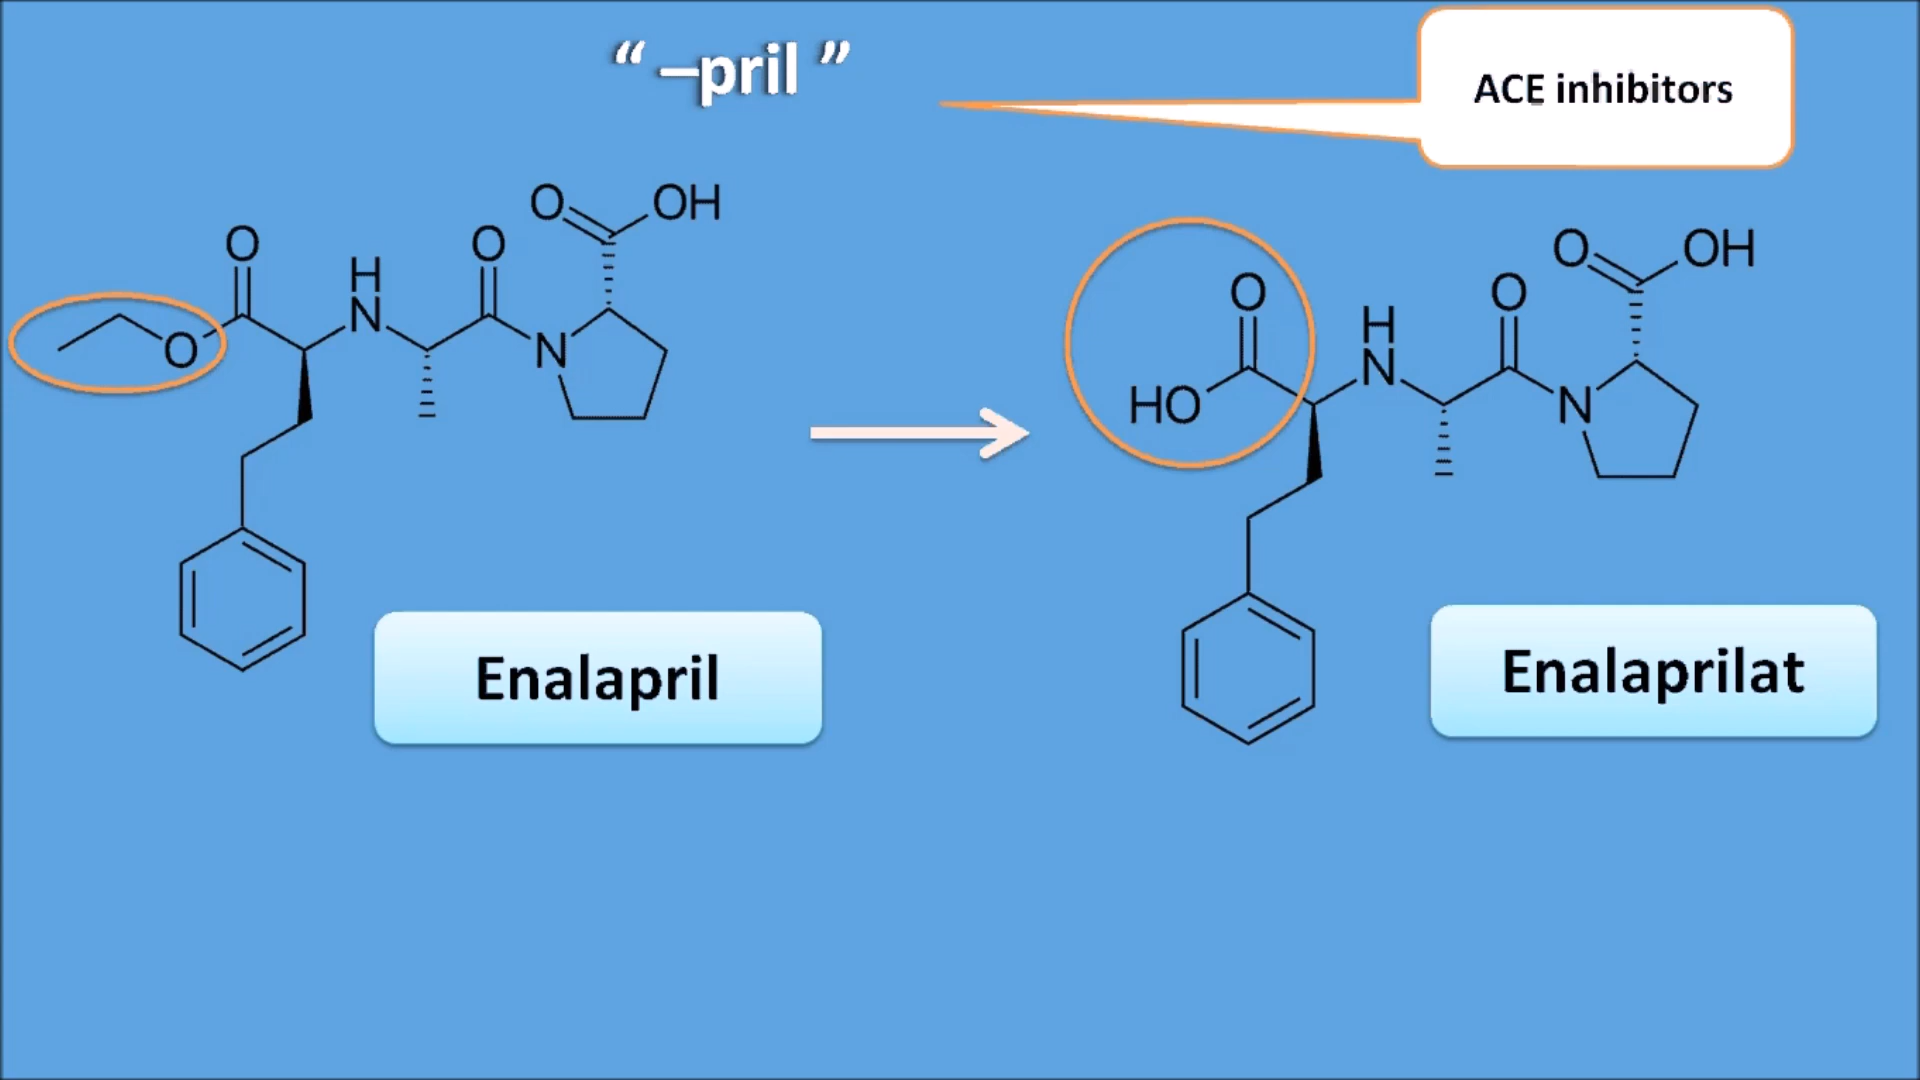 “ –pril ”
ACE inhibitors
O OH
O H O
N
O N
Enalapril
O OH
O H O
N
HO N
Enalaprilat